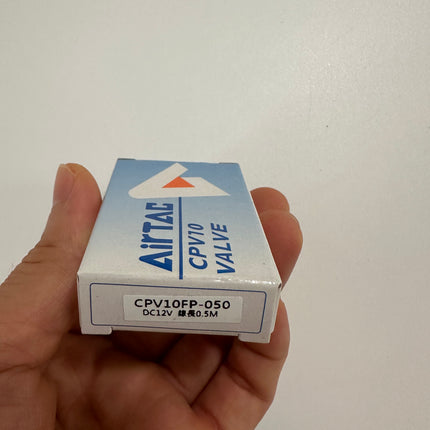 AirTAC
CPV10
VALVE
CPV10FP-050
DC12V 線長0.5M